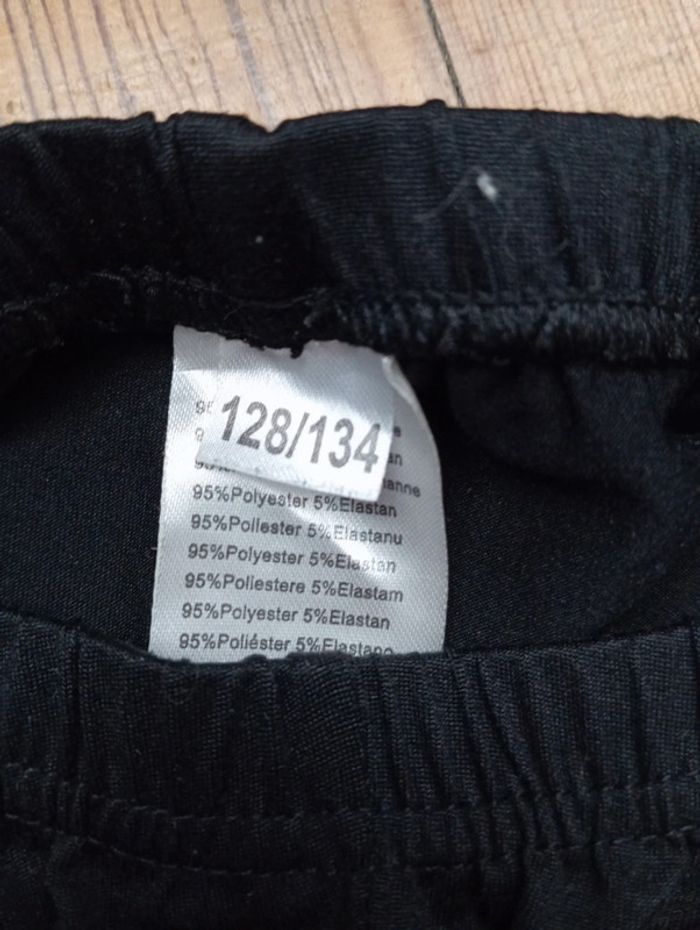 128/134
95%Polyester 5%Elastan
95%Poliester 5%Elastanu
95%Polyester 5%Elastan
95%Poliestere 5%Elastam
95%Polyester 5%Elastan
95%Poliéster 5%Elastano